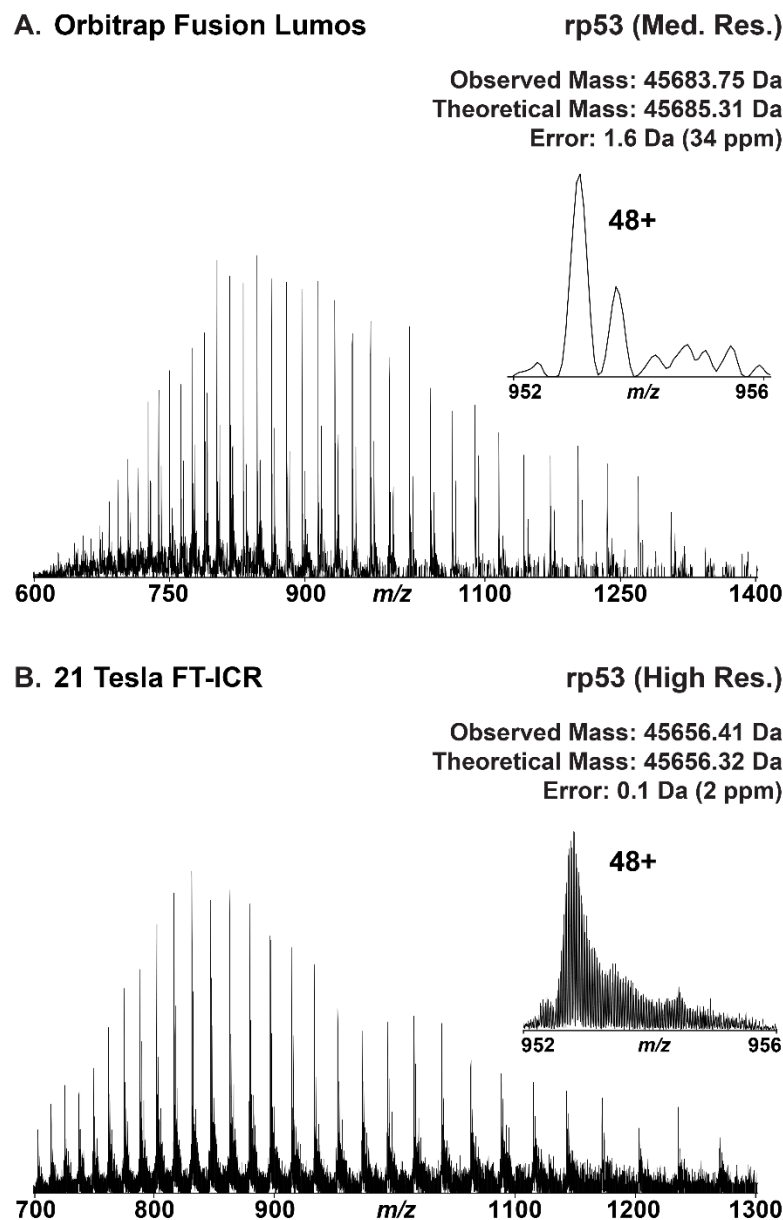 A. Orbitrap Fusion Lumos
rp53 (Med. Res.)
Observed Mass: 45683.75 Da
Theoretical Mass: 45685.31 Da
Error: 1.6 Da (34 ppm)
48+
952 m/z 956
600 750 900 m/z 1100 1250 1400
B. 21 Tesla FT-ICR
rp53 (High Res.)
Observed Mass: 45656.41 Da
Theoretical Mass: 45656.32 Da
Error: 0.1 Da (2 ppm)
48+
952 m/z 956
700 800 900 m/z 1100 1200 1300